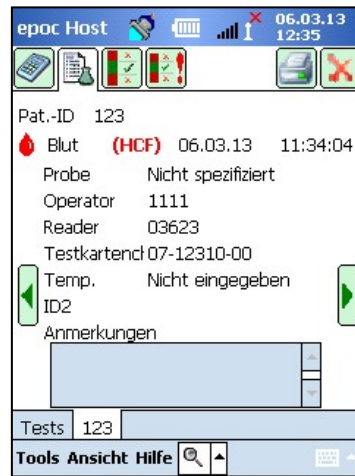 epoc Host 06.03.13
12:35
Pat.-ID 123
Blut (HCF) 06.03.13 11:34:04
Probe Nicht spezifiziert
Operator 1111
Reader 03623
Testkartench 07-12310-00
Temp. Nicht eingegeben
ID2
Anmerkungen
Tests 123
Tools Ansicht Hilfe